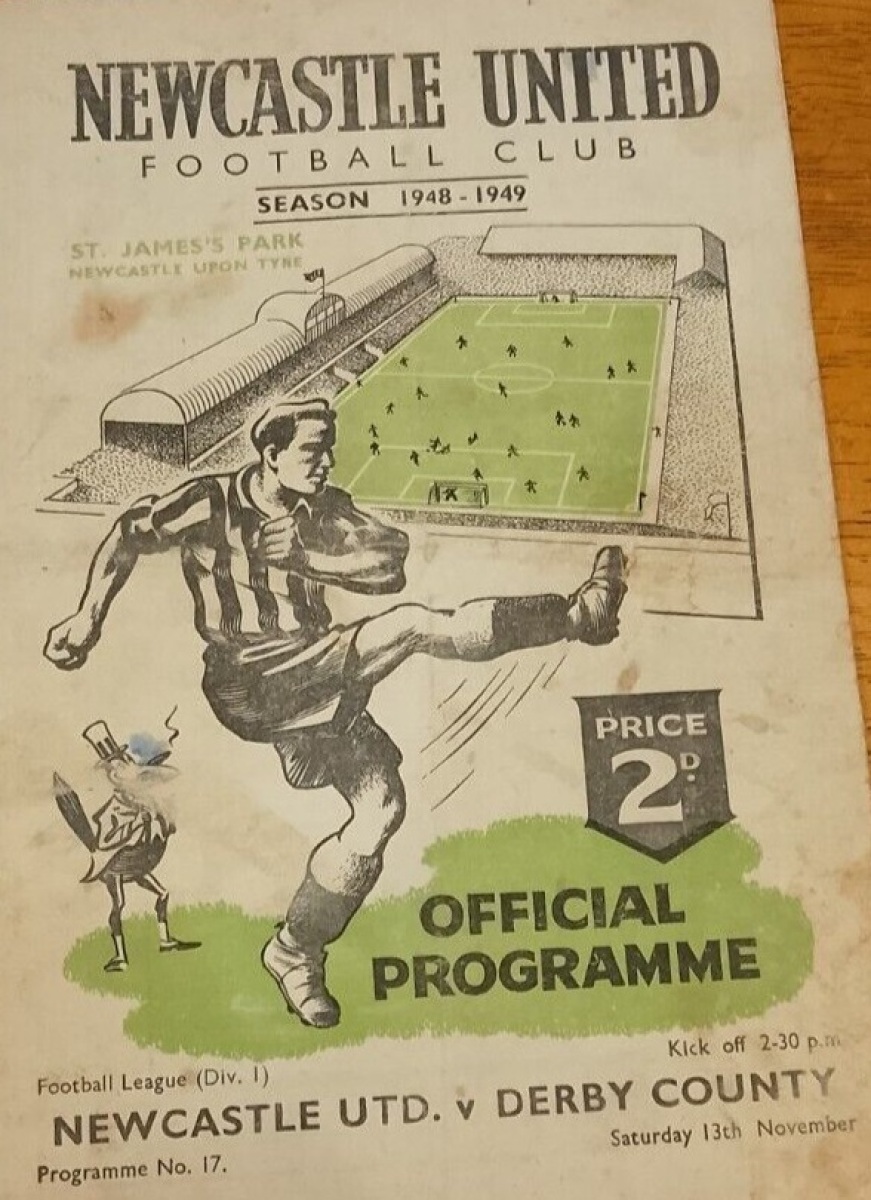 NEWCASTLE UNITED
FOOTBALL CLUB
SEASON 1948-1949
ST. JAMES'S PARK
NEWCASTLE UPON TYNE
PRICE
2D.
OFFICIAL
PROGRAMME
Kick off 2-30 p.m.
Football League (Div. 1)
NEWCASTLE UTD. v DERBY COUNTY
Saturday 13th November
Programme No. 17.